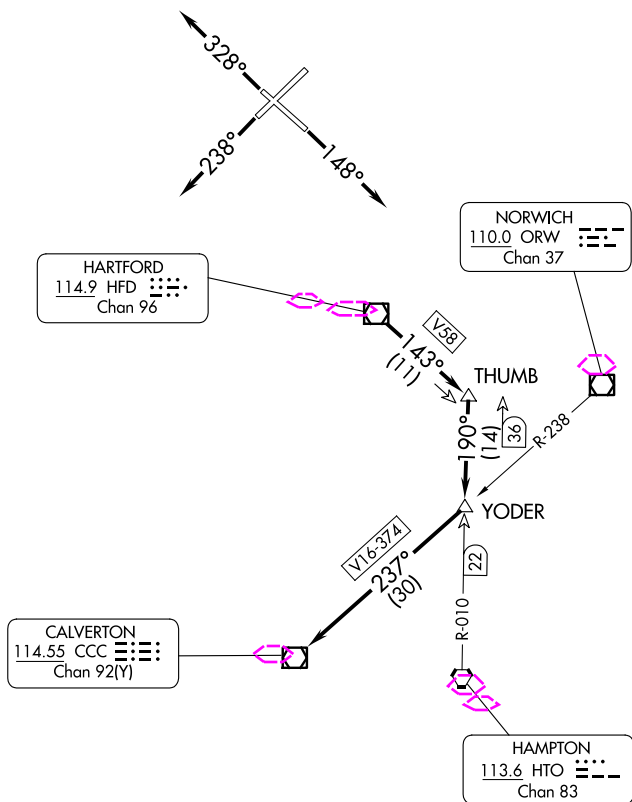 328°
238°
148°
NORWICH
110.0 ORW
Chan 37
HARTFORD
114.9 HFD
Chan 96
V58
143°
(11)
THUMB
190°
(14)
36
R-238
YODER
V16-374
237°
(30)
22
R-010
CALVERTON
114.55 CCC
Chan 92(Y)
HAMPTON
113.6 HTO
Chan 83